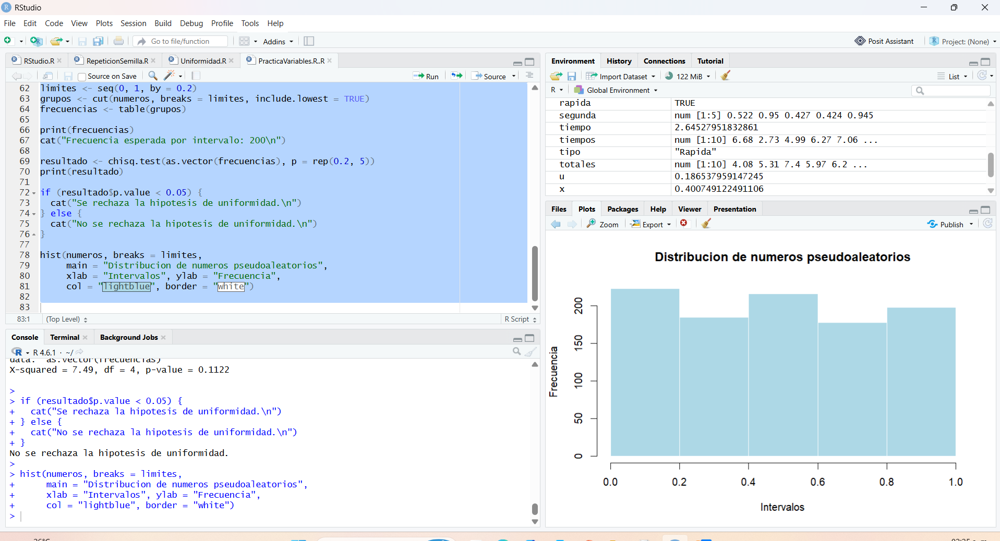 RStudio
File Edit Code View Plots Session Build Debug Profile Tools Help
Go to file/function Addins Posit Assistant Project: (None)
RStudio.R RepeticionSemilla.R Uniformidad.R PracticaVariables.R..R
Source on Save Run Source
62 limites <- seq(0, 1, by = 0.2)
63 grupos <- cut(numeros, breaks = limites, include.lowest = TRUE)
64 frecuencias <- table(grupos)
65
66 print(frecuencias)
67 cat("Frecuencia esperada por intervalo: 200\n")
68
69 resultado <- chisq.test(as.vector(frecuencias), p = rep(0.2, 5))
70 print(resultado)
71
72 if (resultado$p.value < 0.05) {
73 cat("Se rechaza la hipotesis de uniformidad.\n")
74 } else {
75 cat("No se rechaza la hipotesis de uniformidad.\n")
76 }
77
78 hist(numeros, breaks = limites,
79 main = "Distribucion de numeros pseudoaleatorios",
80 xlab = "Intervalos", ylab = "Frecuencia",
81 col = "lightblue", border = "white")
82
83
83:1 (Top Level) R Script
Console Terminal Background Jobs
R 4.6.1 · ~/
data: as.vector(frecuencias)
X-squared = 7.49, df = 4, p-value = 0.1122
>
> if (resultado$p.value < 0.05) {
+ cat("Se rechaza la hipotesis de uniformidad.\n")
+ } else {
+ cat("No se rechaza la hipotesis de uniformidad.\n")
+ }
No se rechaza la hipotesis de uniformidad.
>
> hist(numeros, breaks = limites,
+ main = "Distribucion de numeros pseudoaleatorios",
+ xlab = "Intervalos", ylab = "Frecuencia",
+ col = "lightblue", border = "white")
>
Environment History Connections Tutorial
Import Dataset 122 MiB List
R Global Environment
rapida TRUE
segunda num [1:5] 0.522 0.95 0.427 0.424 0.945
tiempo 2.64527951832861
tiempos num [1:10] 6.68 2.73 4.99 6.27 7.06 ...
tipo "Rapida"
totales num [1:10] 4.08 5.31 7.4 5.97 6.2 ...
u 0.186537959147245
x 0.400749122491106
Files Plots Packages Help Viewer Presentation
Zoom Export Publish
Distribucion de numeros pseudoaleatorios
Frecuencia
200
150
100
50
0
0.0 0.2 0.4 0.6 0.8 1.0
Intervalos